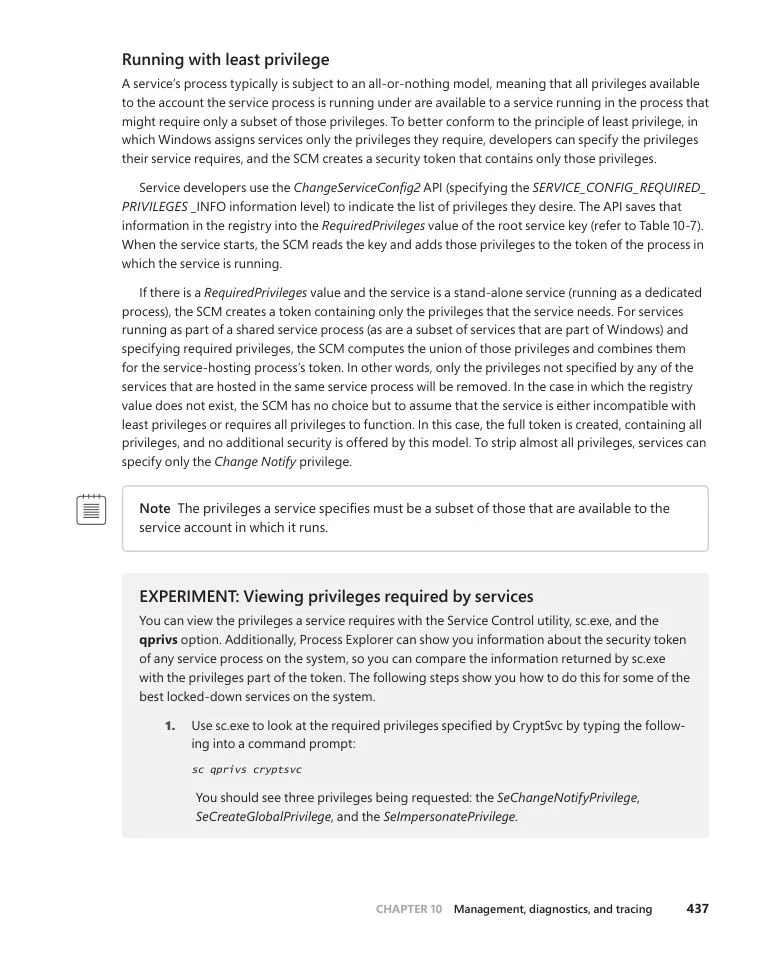 Running with least privilege
A service's process typically is subject to an all-or-nothing model, meaning that all privileges available
to the account the service process is running under are available to a service running in the process that
might require only a subset of those privileges. To better conform to the principle of least privilege, in
which Windows assigns services only the privileges they require, developers can specify the privileges
their service requires, and the SCM creates a security token that contains only those privileges.
Service developers use the ChangeServiceConfig2 API (specifying the SERVICE_CONFIG_REQUIRED_
PRIVILEGES _INFO information level) to indicate the list of privileges they desire. The API saves that
information in the registry into the RequiredPrivileges value of the root service key (refer to Table 10-7).
When the service starts, the SCM reads the key and adds those privileges to the token of the process in
which the service is running.
If there is a RequiredPrivileges value and the service is a stand-alone service (running as a dedicated
process), the SCM creates a token containing only the privileges that the service needs. For services
running as part of a shared service process (as are a subset of services that are part of Windows) and
specifying required privileges, the SCM computes the union of those privileges and combines them
for the service-hosting process's token. In other words, only the privileges not specified by any of the
services that are hosted in the same service process will be removed. In the case in which the registry
value does not exist, the SCM has no choice but to assume that the service is either incompatible with
least privileges or requires all privileges to function. In this case, the full token is created, containing all
privileges, and no additional security is offered by this model. To strip almost all privileges, services can
specify only the Change Notify privilege.
Note The privileges a service specifies must be a subset of those that are available to the
service account in which it runs.
EXPERIMENT: Viewing privileges required by services
You can view the privileges a service requires with the Service Control utility, sc.exe, and the
qprivs option. Additionally, Process Explorer can show you information about the security token
of any service process on the system, so you can compare the information returned by sc.exe
with the privileges part of the token. The following steps show you how to do this for some of the
best locked-down services on the system.
1. Use sc.exe to look at the required privileges specified by CryptSvc by typing the follow-
ing into a command prompt:
sc qprivs cryptsvc
You should see three privileges being requested: the SeChangeNotifyPrivilege,
SeCreateGlobalPrivilege, and the SeImpersonatePrivilege.
CHAPTER 10 Management, diagnostics, and tracing 437